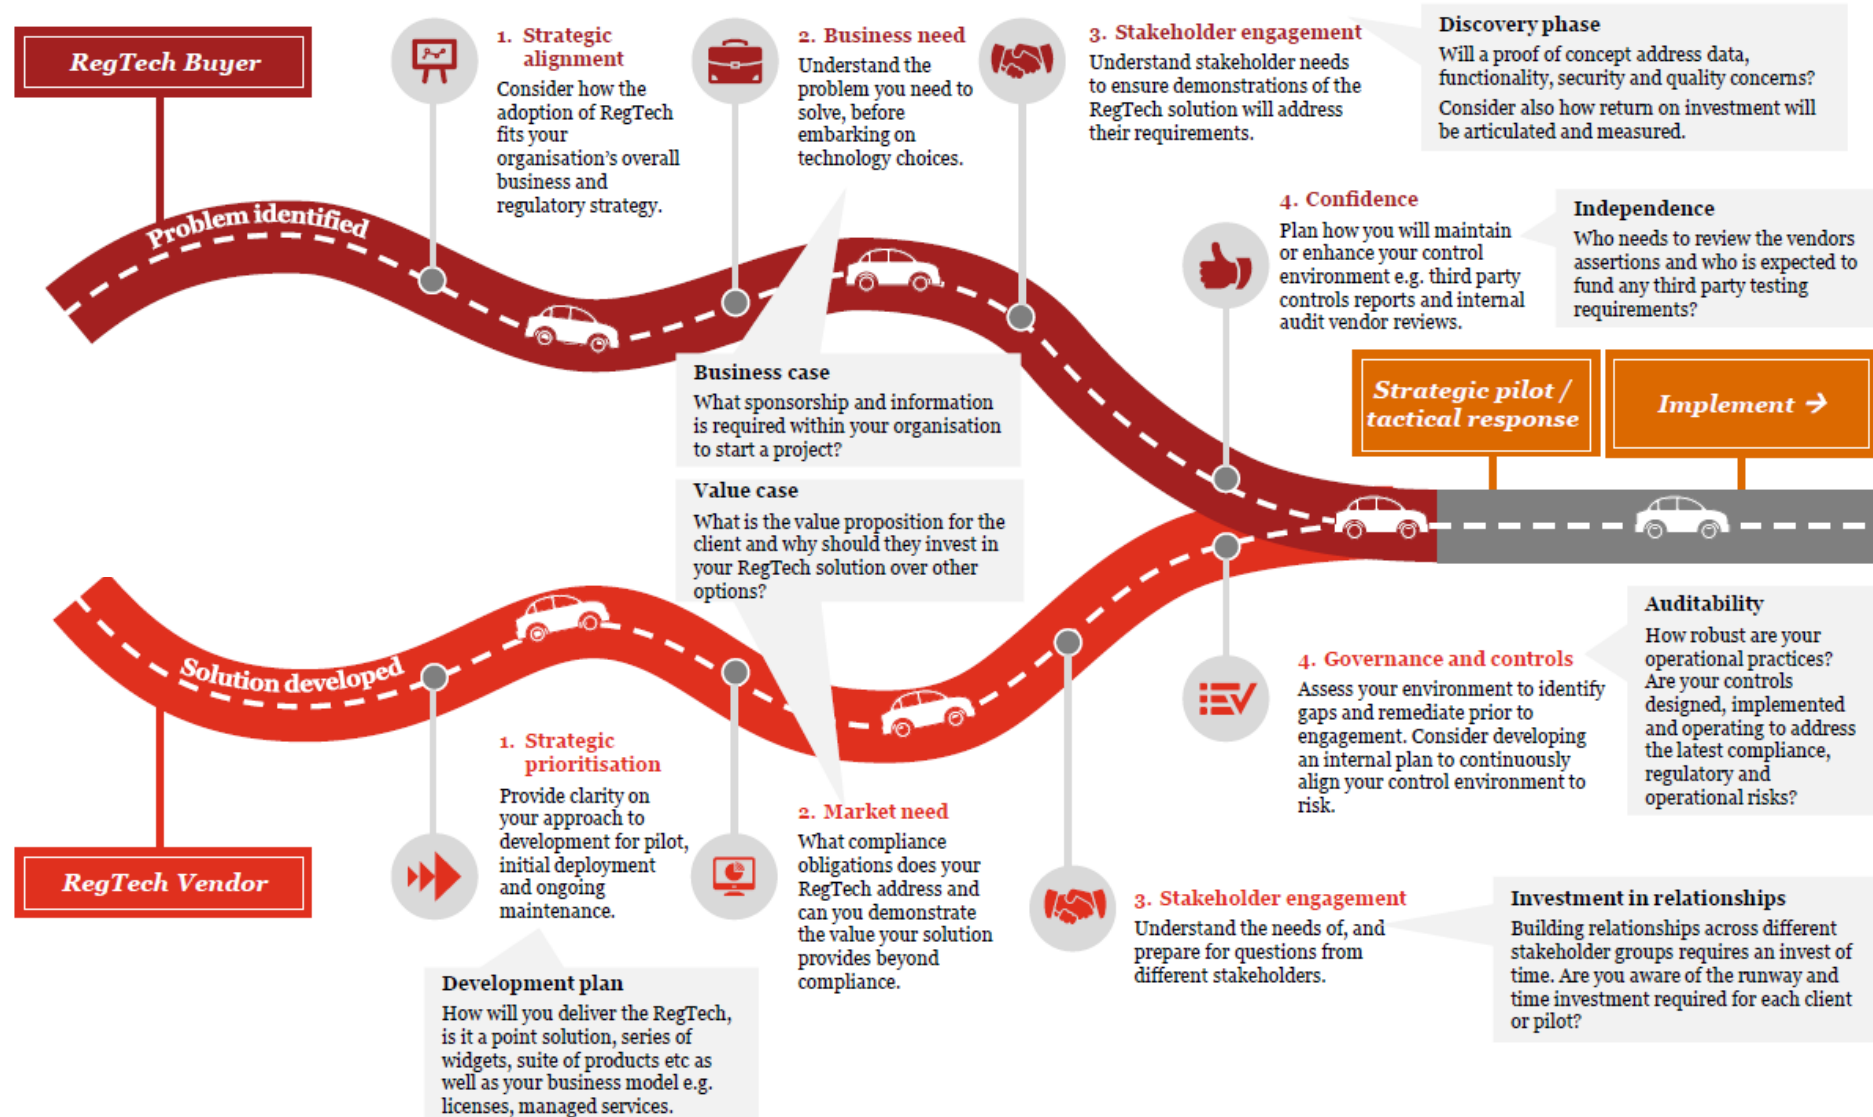 RegTech Buyer
Problem identified
1. Strategic
alignment
Consider how the
adoption of RegTech
fits your
organisation's overall
business and
regulatory strategy.
2. Business need
Understand the
problem you need to
solve, before
embarking on
technology choices.
Business case
What sponsorship and information
is required within your organisation
to start a project?
3. Stakeholder engagement
Understand stakeholder needs
to ensure demonstrations of the
RegTech solution will address
their requirements.
Discovery phase
Will a proof of concept address data,
functionality, security and quality concerns?
Consider also how return on investment will
be articulated and measured.
4. Confidence
Plan how you will maintain
or enhance your control
environment e.g. third party
controls reports and internal
audit vendor reviews.
Independence
Who needs to review the vendors
assertions and who is expected to
fund any third party testing
requirements?
Strategic pilot /
tactical response
Implement →
Value case
What is the value proposition for the
client and why should they invest in
your RegTech solution over other
options?
Solution developed
RegTech Vendor
1. Strategic
prioritisation
Provide clarity on
your approach to
development for pilot,
initial deployment
and ongoing
maintenance.
Development plan
How will you deliver the RegTech,
is it a point solution, series of
widgets, suite of products etc as
well as your business model e.g.
licenses, managed services.
2. Market need
What compliance
obligations does your
RegTech address and
can you demonstrate
the value your solution
provides beyond
compliance.
3. Stakeholder engagement
Understand the needs of, and
prepare for questions from
different stakeholders.
Investment in relationships
Building relationships across different
stakeholder groups requires an invest of
time. Are you aware of the runway and
time investment required for each client
or pilot?
4. Governance and controls
Assess your environment to identify
gaps and remediate prior to
engagement. Consider developing
an internal plan to continuously
align your control environment to
risk.
Auditability
How robust are your
operational practices?
Are your controls
designed, implemented
and operating to address
the latest compliance,
regulatory and
operational risks?